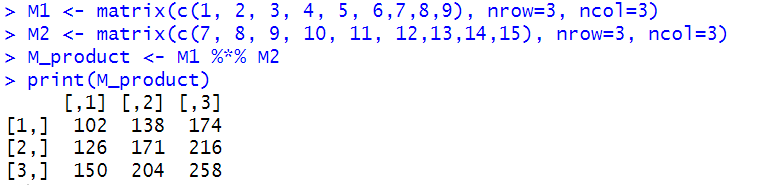 > M1 <- matrix(c(1, 2, 3, 4, 5, 6,7,8,9), nrow=3, ncol=3)
> M2 <- matrix(c(7, 8, 9, 10, 11, 12,13,14,15), nrow=3, ncol=3)
> M_product <- M1 %*% M2
> print(M_product)
     [,1] [,2] [,3]
[1,]  102  138  174
[2,]  126  171  216
[3,]  150  204  258